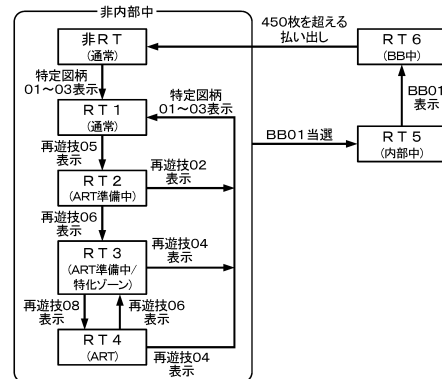 非内部中
非RT
(通常)
450枚を超える
払い出し
RT6
(BB中)
特定図柄
01～03表示
特定図柄
01～03表示
BB01
表示
RT1
(通常)
BB01当選
RT5
(内部中)
再遊技05
表示
RT2
(ART準備中)
再遊技02
表示
再遊技06
表示
RT3
(ART準備中/
特化ゾーン)
再遊技04
表示
再遊技08
表示
再遊技06
表示
RT4
(ART)
再遊技04
表示